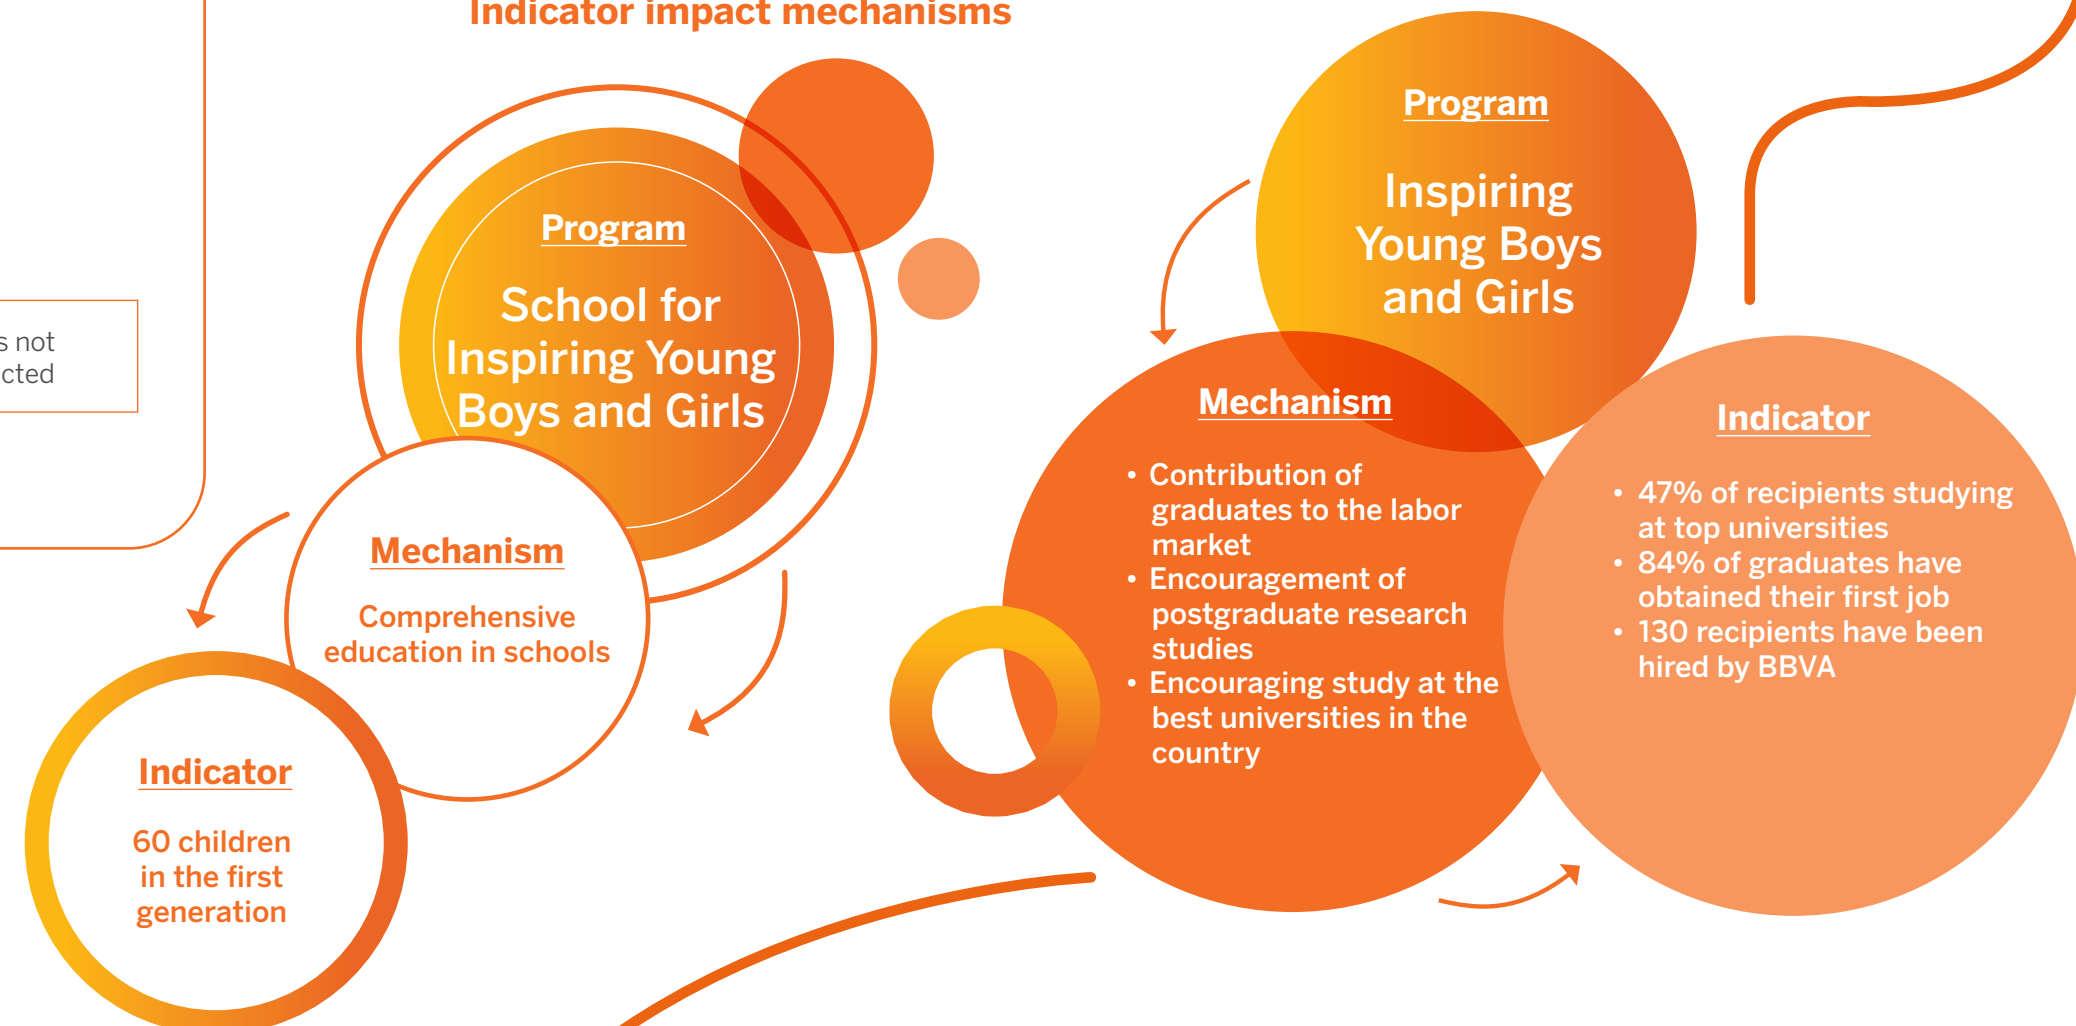 Indicator impact mechanisms
s not
cted
Program
School for
Inspiring Young
Boys and Girls
Mechanism
Comprehensive
education in schools
Indicator
60 children
in the first
generation
Program
Inspiring
Young Boys
and Girls
Mechanism
• Contribution of
graduates to the labor
market
• Encouragement of
postgraduate research
studies
• Encouraging study at the
best universities in the
country
Indicator
• 47% of recipients studying
at top universities
• 84% of graduates have
obtained their first job
• 130 recipients have been
hired by BBVA